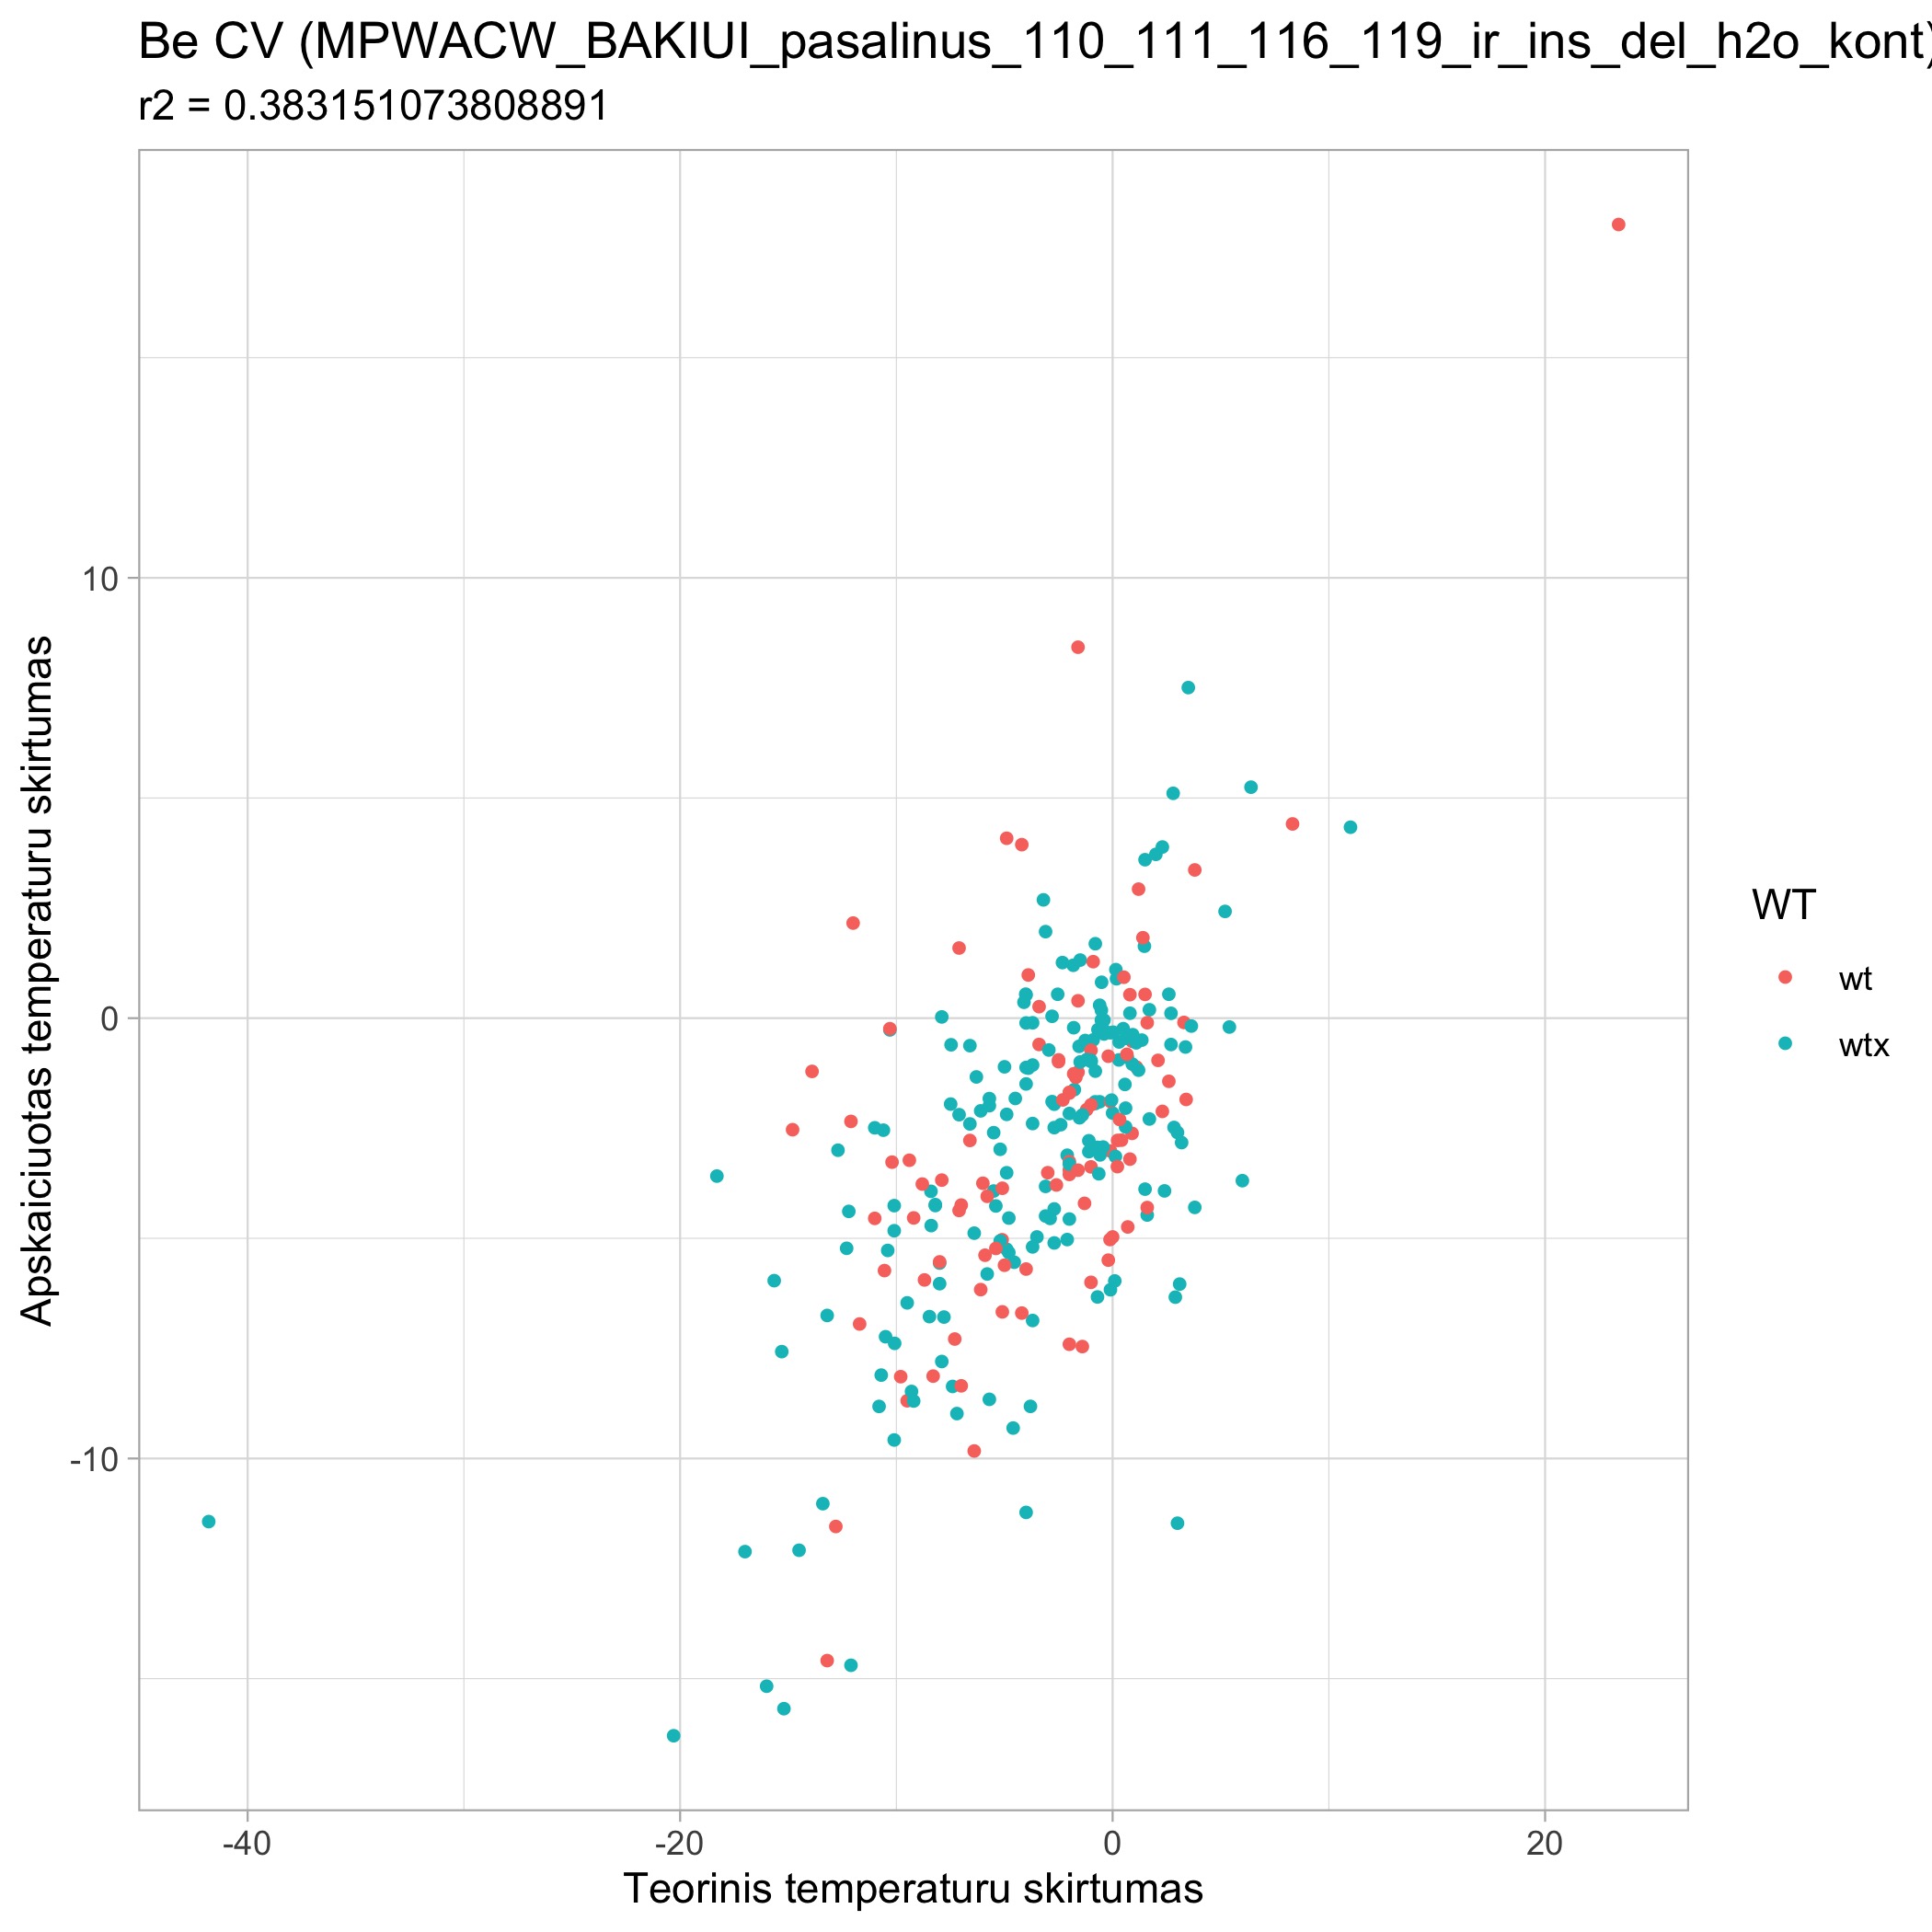 Be CV (MPWACW_BAKIUI_pasalinus_110_111_116_119_ir_ins_del_h2o_kont)
r2 = 0.383151073808891
Apskaiciuotas temperaturu skirtumas
10
0
-10
-40
-20
0
20
Teorinis temperaturu skirtumas
WT
wt
wtx